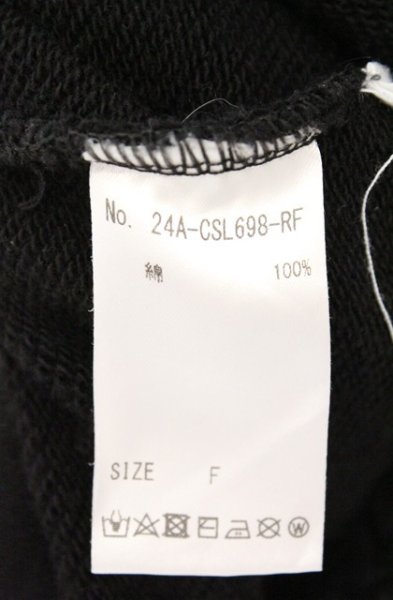 No. 24A-CSL698-RF
綿 100%
SIZE F
W